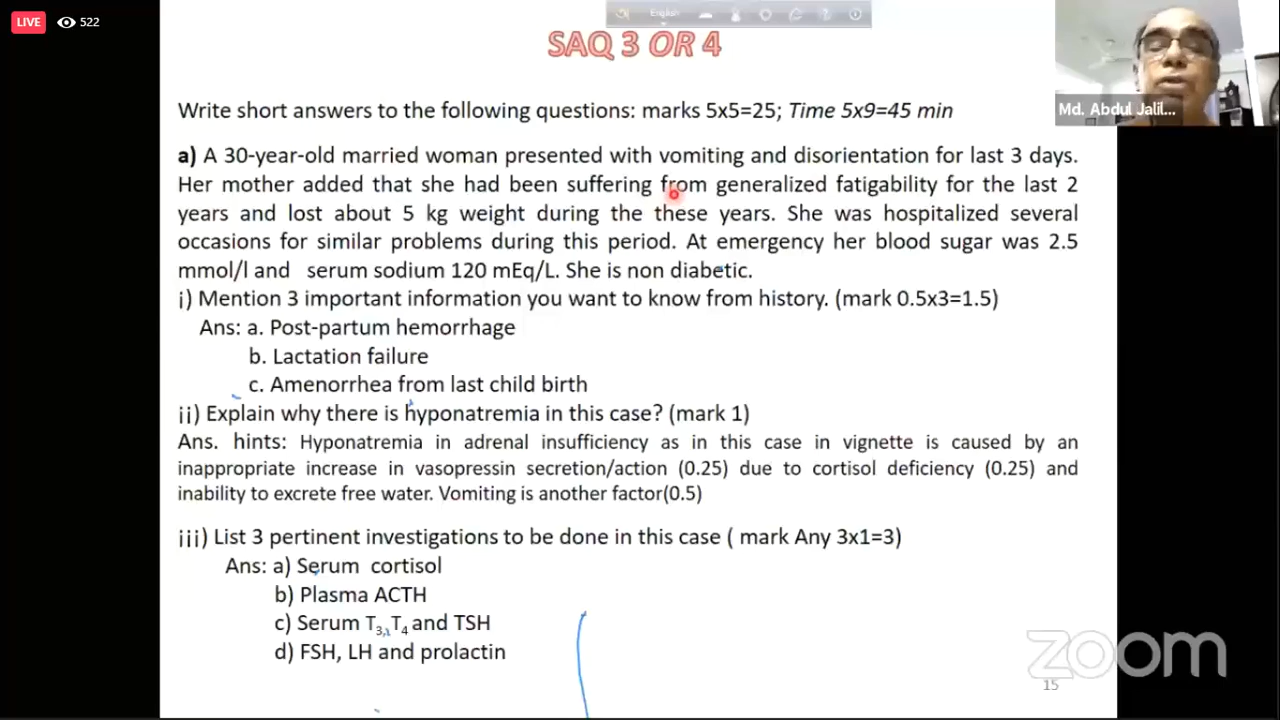 LIVE 522
English
SAQ 3 OR 4
Md. Abdul Jalil...
Write short answers to the following questions: marks 5x5=25; Time 5x9=45 min
a) A 30-year-old married woman presented with vomiting and disorientation for last 3 days.
Her mother added that she had been suffering from generalized fatigability for the last 2
years and lost about 5 kg weight during the these years. She was hospitalized several
occasions for similar problems during this period. At emergency her blood sugar was 2.5
mmol/l and serum sodium 120 mEq/L. She is non diabetic.
i) Mention 3 important information you want to know from history. (mark 0.5x3=1.5)
Ans: a. Post-partum hemorrhage
b. Lactation failure
c. Amenorrhea from last child birth
ii) Explain why there is hyponatremia in this case? (mark 1)
Ans. hints: Hyponatremia in adrenal insufficiency as in this case in vignette is caused by an
inappropriate increase in vasopressin secretion/action (0.25) due to cortisol deficiency (0.25) and
inability to excrete free water. Vomiting is another factor(0.5)
iii) List 3 pertinent investigations to be done in this case ( mark Any 3x1=3)
Ans: a) Serum cortisol
b) Plasma ACTH
c) Serum T3, T4 and TSH
d) FSH, LH and prolactin
zoom
15